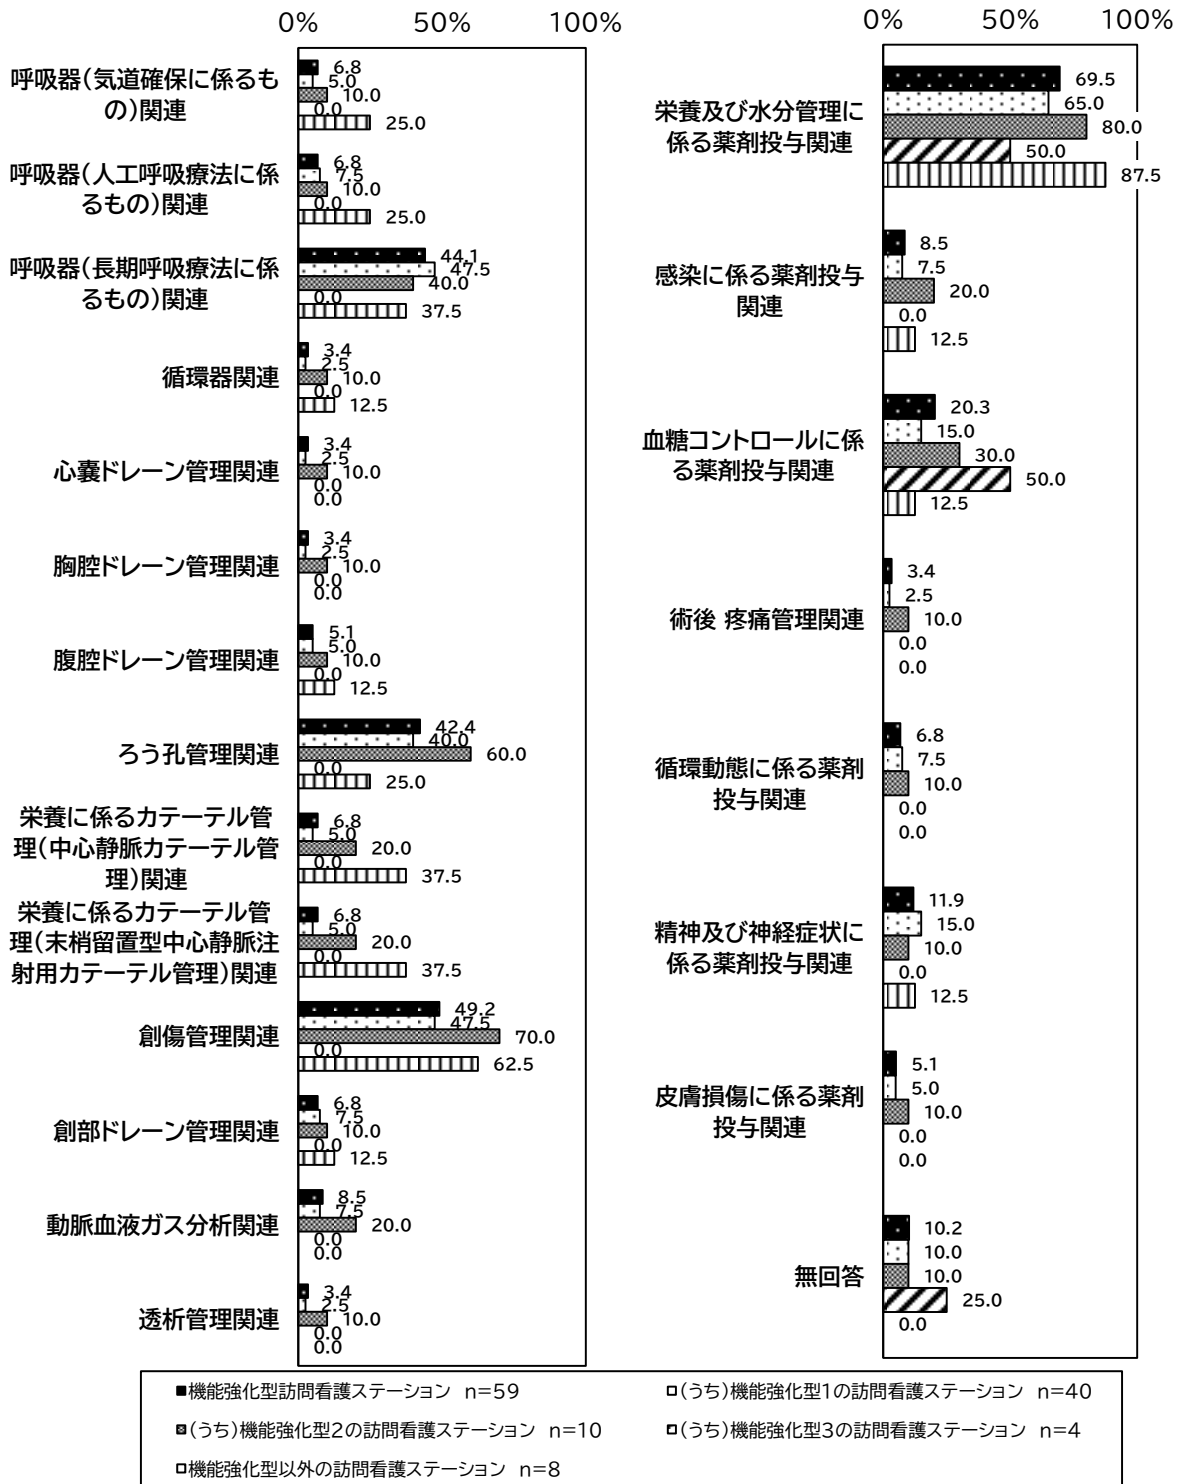 0% 50% 100%
呼吸器(気道確保に係るも
の)関連
6.8
5.0
10.0
0.0
25.0
呼吸器(人工呼吸療法に係
るもの)関連
6.8
7.5
10.0
0.0
25.0
呼吸器(長期呼吸療法に係
るもの)関連
44.1
47.5
40.0
0.0
37.5
循環器関連
3.4
2.5
10.0
0.0
12.5
心嚢ドレーン管理関連
3.4
2.5
10.0
0.0
0.0
胸腔ドレーン管理関連
3.4
2.5
10.0
0.0
0.0
腹腔ドレーン管理関連
5.1
5.0
10.0
0.0
12.5
ろう孔管理関連
42.4
40.0
60.0
0.0
25.0
栄養に係るカテーテル管
理(中心静脈カテーテル管
理)関連
6.8
5.0
20.0
0.0
37.5
栄養に係るカテーテル管
理(末梢留置型中心静脈注
射用カテーテル管理)関連
6.8
5.0
20.0
0.0
37.5
創傷管理関連
49.2
47.5
70.0
0.0
62.5
創部ドレーン管理関連
6.8
7.5
10.0
0.0
12.5
動脈血液ガス分析関連
8.5
7.5
20.0
0.0
0.0
透析管理関連
3.4
2.5
10.0
0.0
0.0
0% 50% 100%
栄養及び水分管理に
係る薬剤投与関連
69.5
65.0
80.0
50.0
87.5
感染に係る薬剤投与
関連
8.5
7.5
20.0
0.0
12.5
血糖コントロールに係
る薬剤投与関連
20.3
15.0
30.0
50.0
12.5
術後 疼痛管理関連
3.4
2.5
10.0
0.0
0.0
循環動態に係る薬剤
投与関連
6.8
7.5
10.0
0.0
0.0
精神及び神経症状に
係る薬剤投与関連
11.9
15.0
10.0
0.0
12.5
皮膚損傷に係る薬剤
投与関連
5.1
5.0
10.0
0.0
0.0
無回答
10.2
10.0
10.0
25.0
0.0
機能強化型訪問看護ステーション n=59
(うち)機能強化型1の訪問看護ステーション n=40
(うち)機能強化型2の訪問看護ステーション n=10
(うち)機能強化型3の訪問看護ステーション n=4
機能強化型以外の訪問看護ステーション n=8